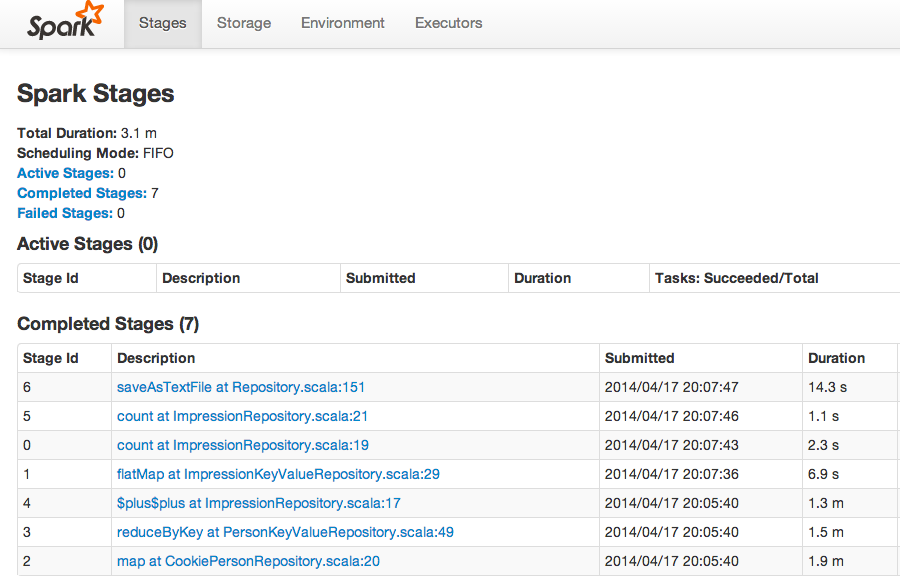 Spark Stages Storage Environment Executors
Spark Stages
Total Duration: 3.1 m
Scheduling Mode: FIFO
Active Stages: 0
Completed Stages: 7
Failed Stages: 0
Active Stages (0)
Stage Id Description Submitted Duration Tasks: Succeeded/Total
Completed Stages (7)
Stage Id Description Submitted Duration
6 saveAsTextFile at Repository.scala:151 2014/04/17 20:07:47 14.3 s
5 count at ImpressionRepository.scala:21 2014/04/17 20:07:46 1.1 s
0 count at ImpressionRepository.scala:19 2014/04/17 20:07:43 2.3 s
1 flatMap at ImpressionKeyValueRepository.scala:29 2014/04/17 20:07:36 6.9 s
4 $plus$plus at ImpressionRepository.scala:17 2014/04/17 20:05:40 1.3 m
3 reduceByKey at PersonKeyValueRepository.scala:49 2014/04/17 20:05:40 1.5 m
2 map at CookiePersonRepository.scala:20 2014/04/17 20:05:40 1.9 m